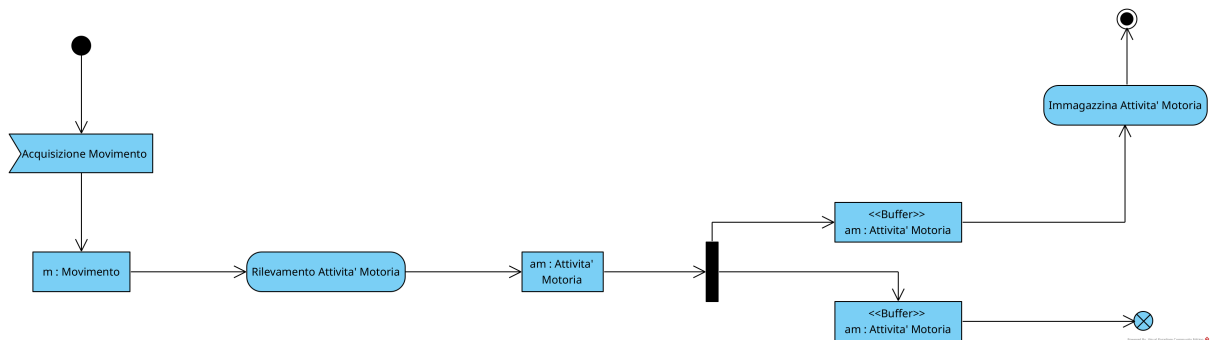 Acquisizione Movimento
m : Movimento
Rilevamento Attivita' Motoria
am : Attivita'
Motoria
<<Buffer>>
am : Attivita' Motoria
<<Buffer>>
am : Attivita' Motoria
Immagazzina Attivita' Motoria